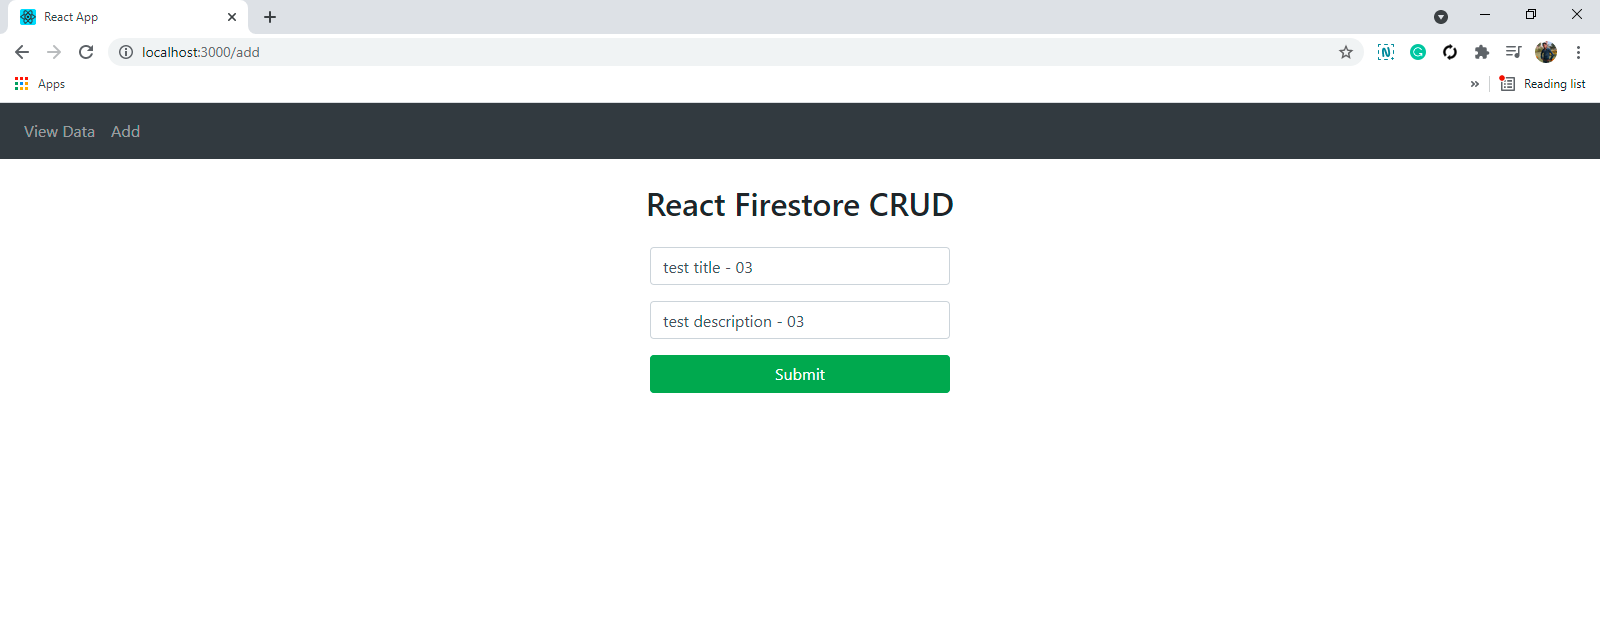 React App
localhost:3000/add
Apps
» Reading list
View Data Add
React Firestore CRUD
test title - 03
test description - 03
Submit